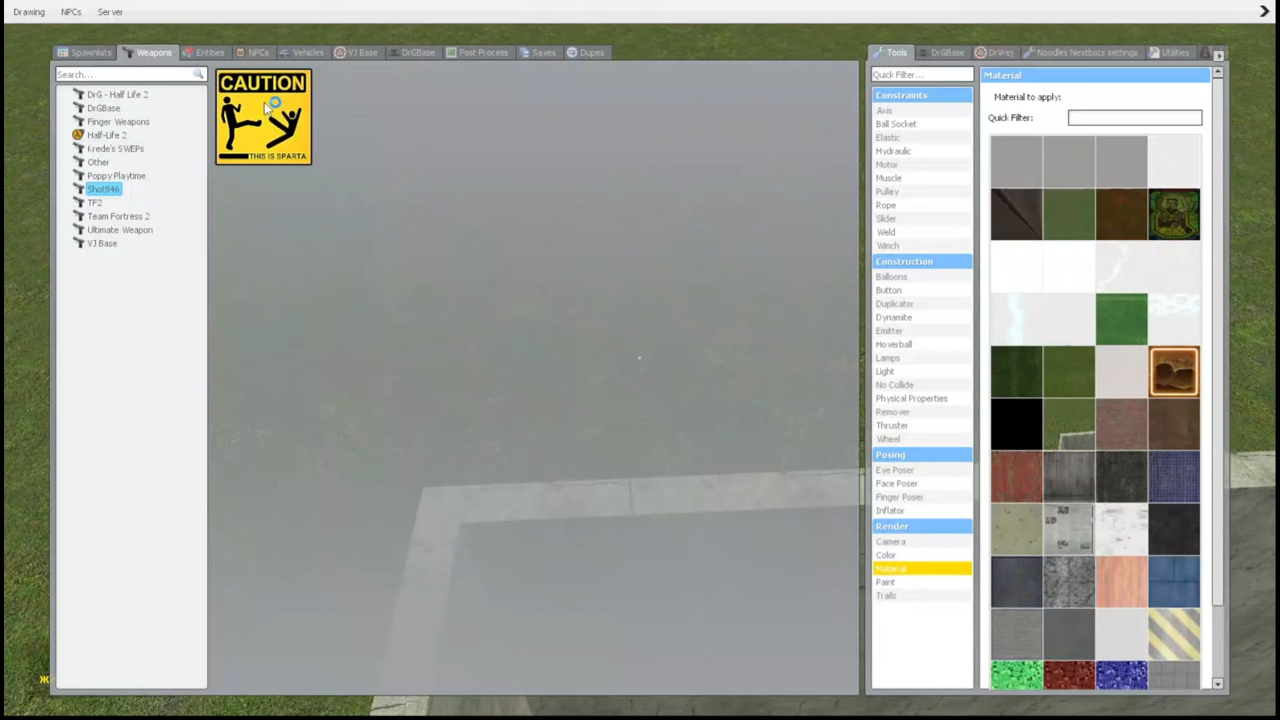 Drawing NPCs Server
Spawnlists Weapons Entities NPCs Vehicles VJ Base DrGBase Post Process Saves Dupes
Search...
DrG - Half Life 2
DrGBase
Finger Weapons
Half-Life 2
Krede's SWEPs
Other
Poppy Playtime
Shot846
TF2
Team Fortress 2
Ultimate Weapon
VJ Base
CAUTION
THIS IS SPARTA
Ж
Tools DrGBase DrVrej Noodles Nextbots settings Utilities
Quick Filter...
Constraints
Axis
Ball Socket
Elastic
Hydraulic
Motor
Muscle
Pulley
Rope
Slider
Weld
Winch
Construction
Balloons
Button
Duplicator
Dynamite
Emitter
Hoverball
Lamps
Light
No Collide
Physical Properties
Remover
Thruster
Wheel
Posing
Eye Poser
Face Poser
Finger Poser
Inflator
Render
Camera
Color
Material
Paint
Trails
Material
Material to apply:
Quick Filter: